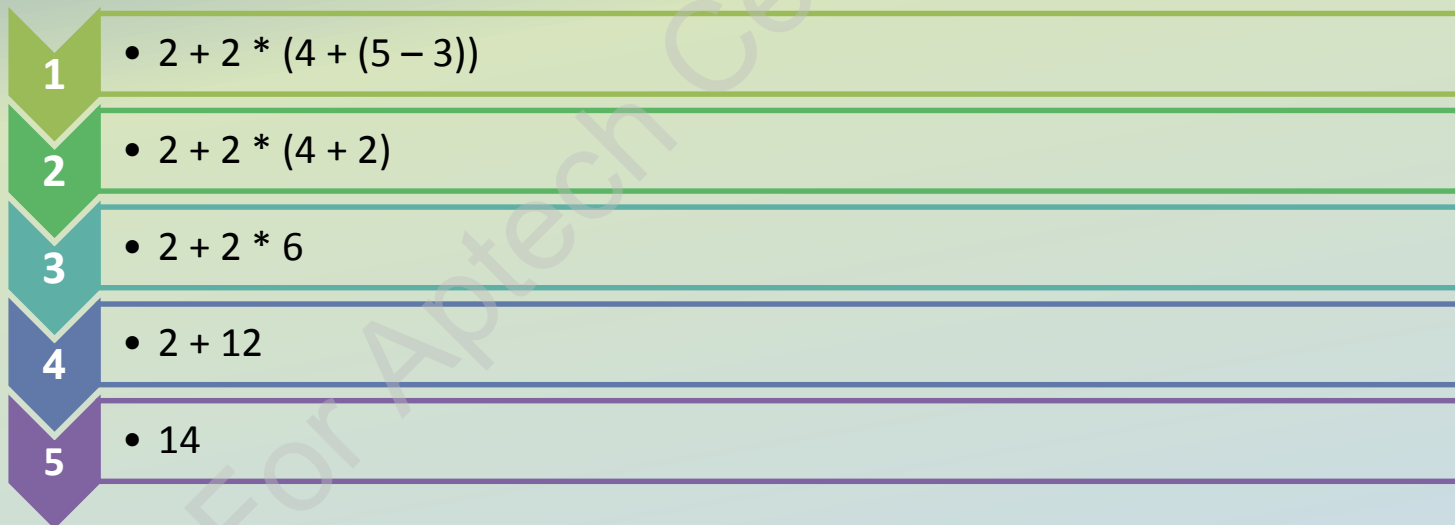 1
• 2 + 2 * (4 + (5 – 3))
2
• 2 + 2 * (4 + 2)
3
• 2 + 2 * 6
4
• 2 + 12
5
• 14
For Aptech Ce